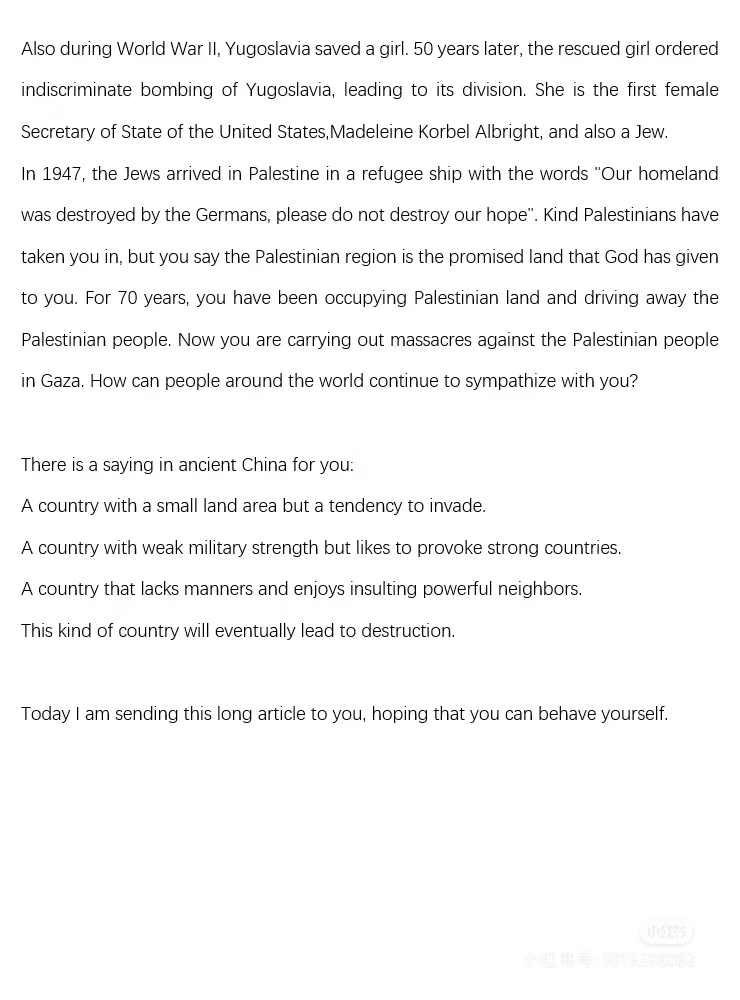 Also during World War II, Yugoslavia saved a girl. 50 years later, the rescued girl ordered
indiscriminate bombing of Yugoslavia, leading to its division. She is the first female
Secretary of State of the United States,Madeleine Korbel Albright, and also a Jew.
In 1947, the Jews arrived in Palestine in a refugee ship with the words "Our homeland
was destroyed by the Germans, please do not destroy our hope". Kind Palestinians have
taken you in, but you say the Palestinian region is the promised land that God has given
to you. For 70 years, you have been occupying Palestinian land and driving away the
Palestinian people. Now you are carrying out massacres against the Palestinian people
in Gaza. How can people around the world continue to sympathize with you?
There is a saying in ancient China for you:
A country with a small land area but a tendency to invade.
A country with weak military strength but likes to provoke strong countries.
A country that lacks manners and enjoys insulting powerful neighbors.
This kind of country will eventually lead to destruction.
Today I am sending this long article to you, hoping that you can behave yourself.
小红书号